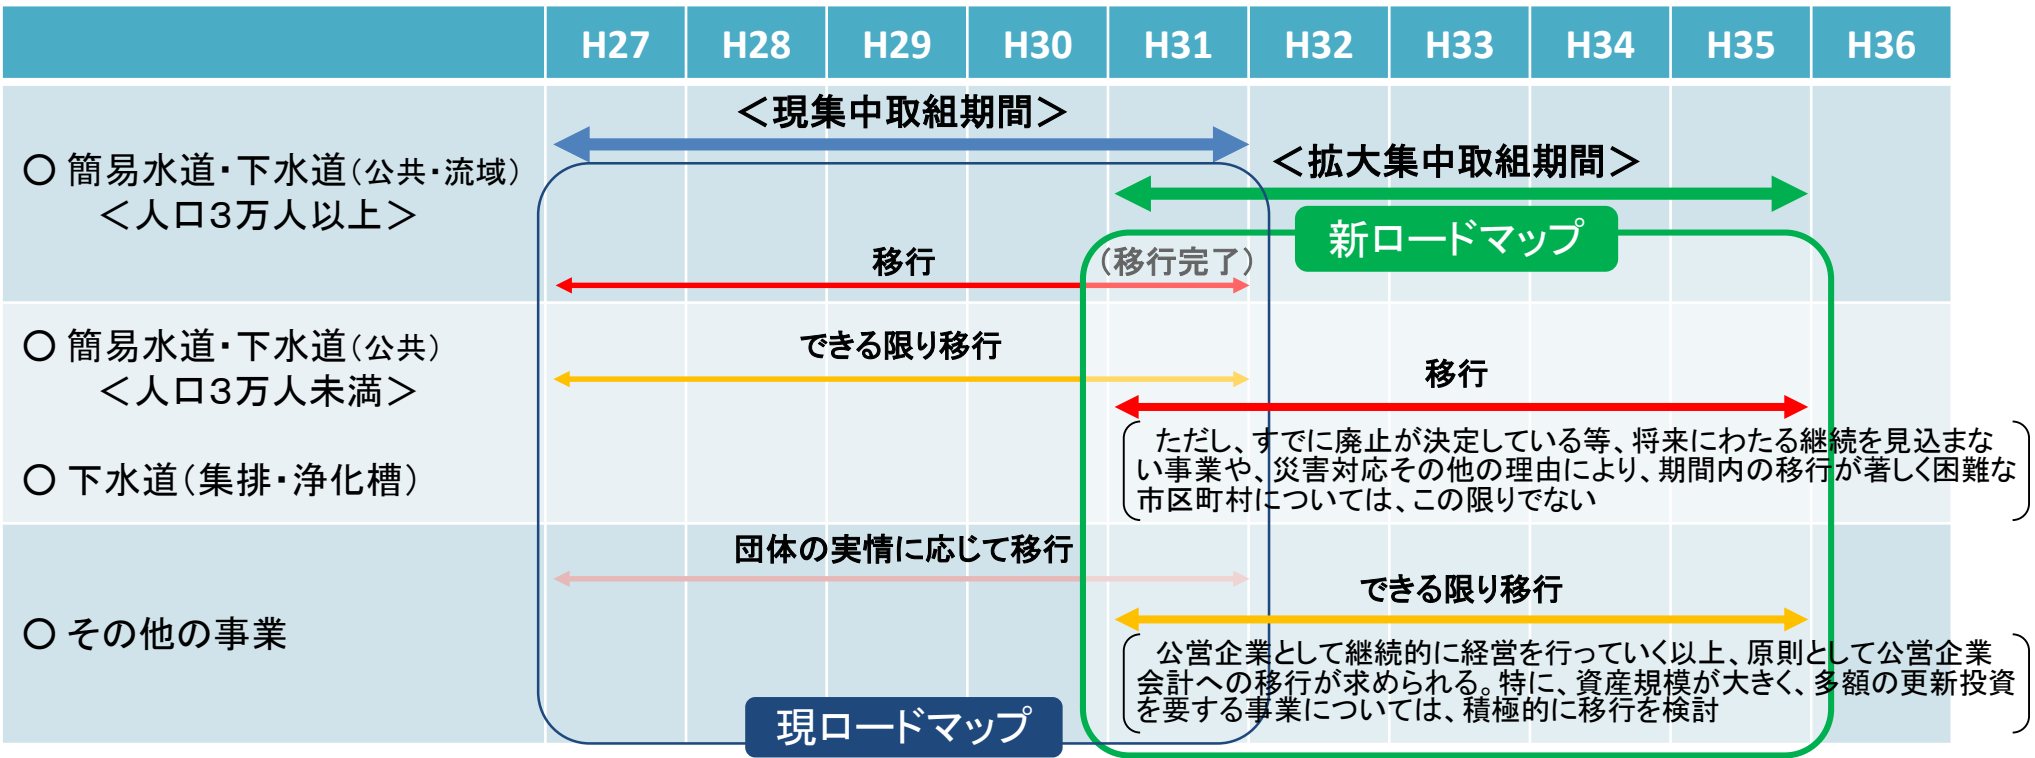 H27 H28 H29 H30 H31 H32 H33 H34 H35 H36
＜現集中取組期間＞
＜拡大集中取組期間＞
○ 簡易水道・下水道（公共・流域）
＜人口３万人以上＞
新ロードマップ
移行
（移行完了）
○ 簡易水道・下水道（公共）
＜人口３万人未満＞
できる限り移行
移行
○ 下水道（集排・浄化槽）
ただし、すでに廃止が決定している等、将来にわたる継続を見込まな
い事業や、災害対応その他の理由により、期間内の移行が著しく困難な
市区町村については、この限りでない
団体の実情に応じて移行
できる限り移行
○ その他の事業
公営企業として継続的に経営を行っていく以上、原則として公営企業
会計への移行が求められる。特に、資産規模が大きく、多額の更新投資
を要する事業については、積極的に移行を検討
現ロードマップ